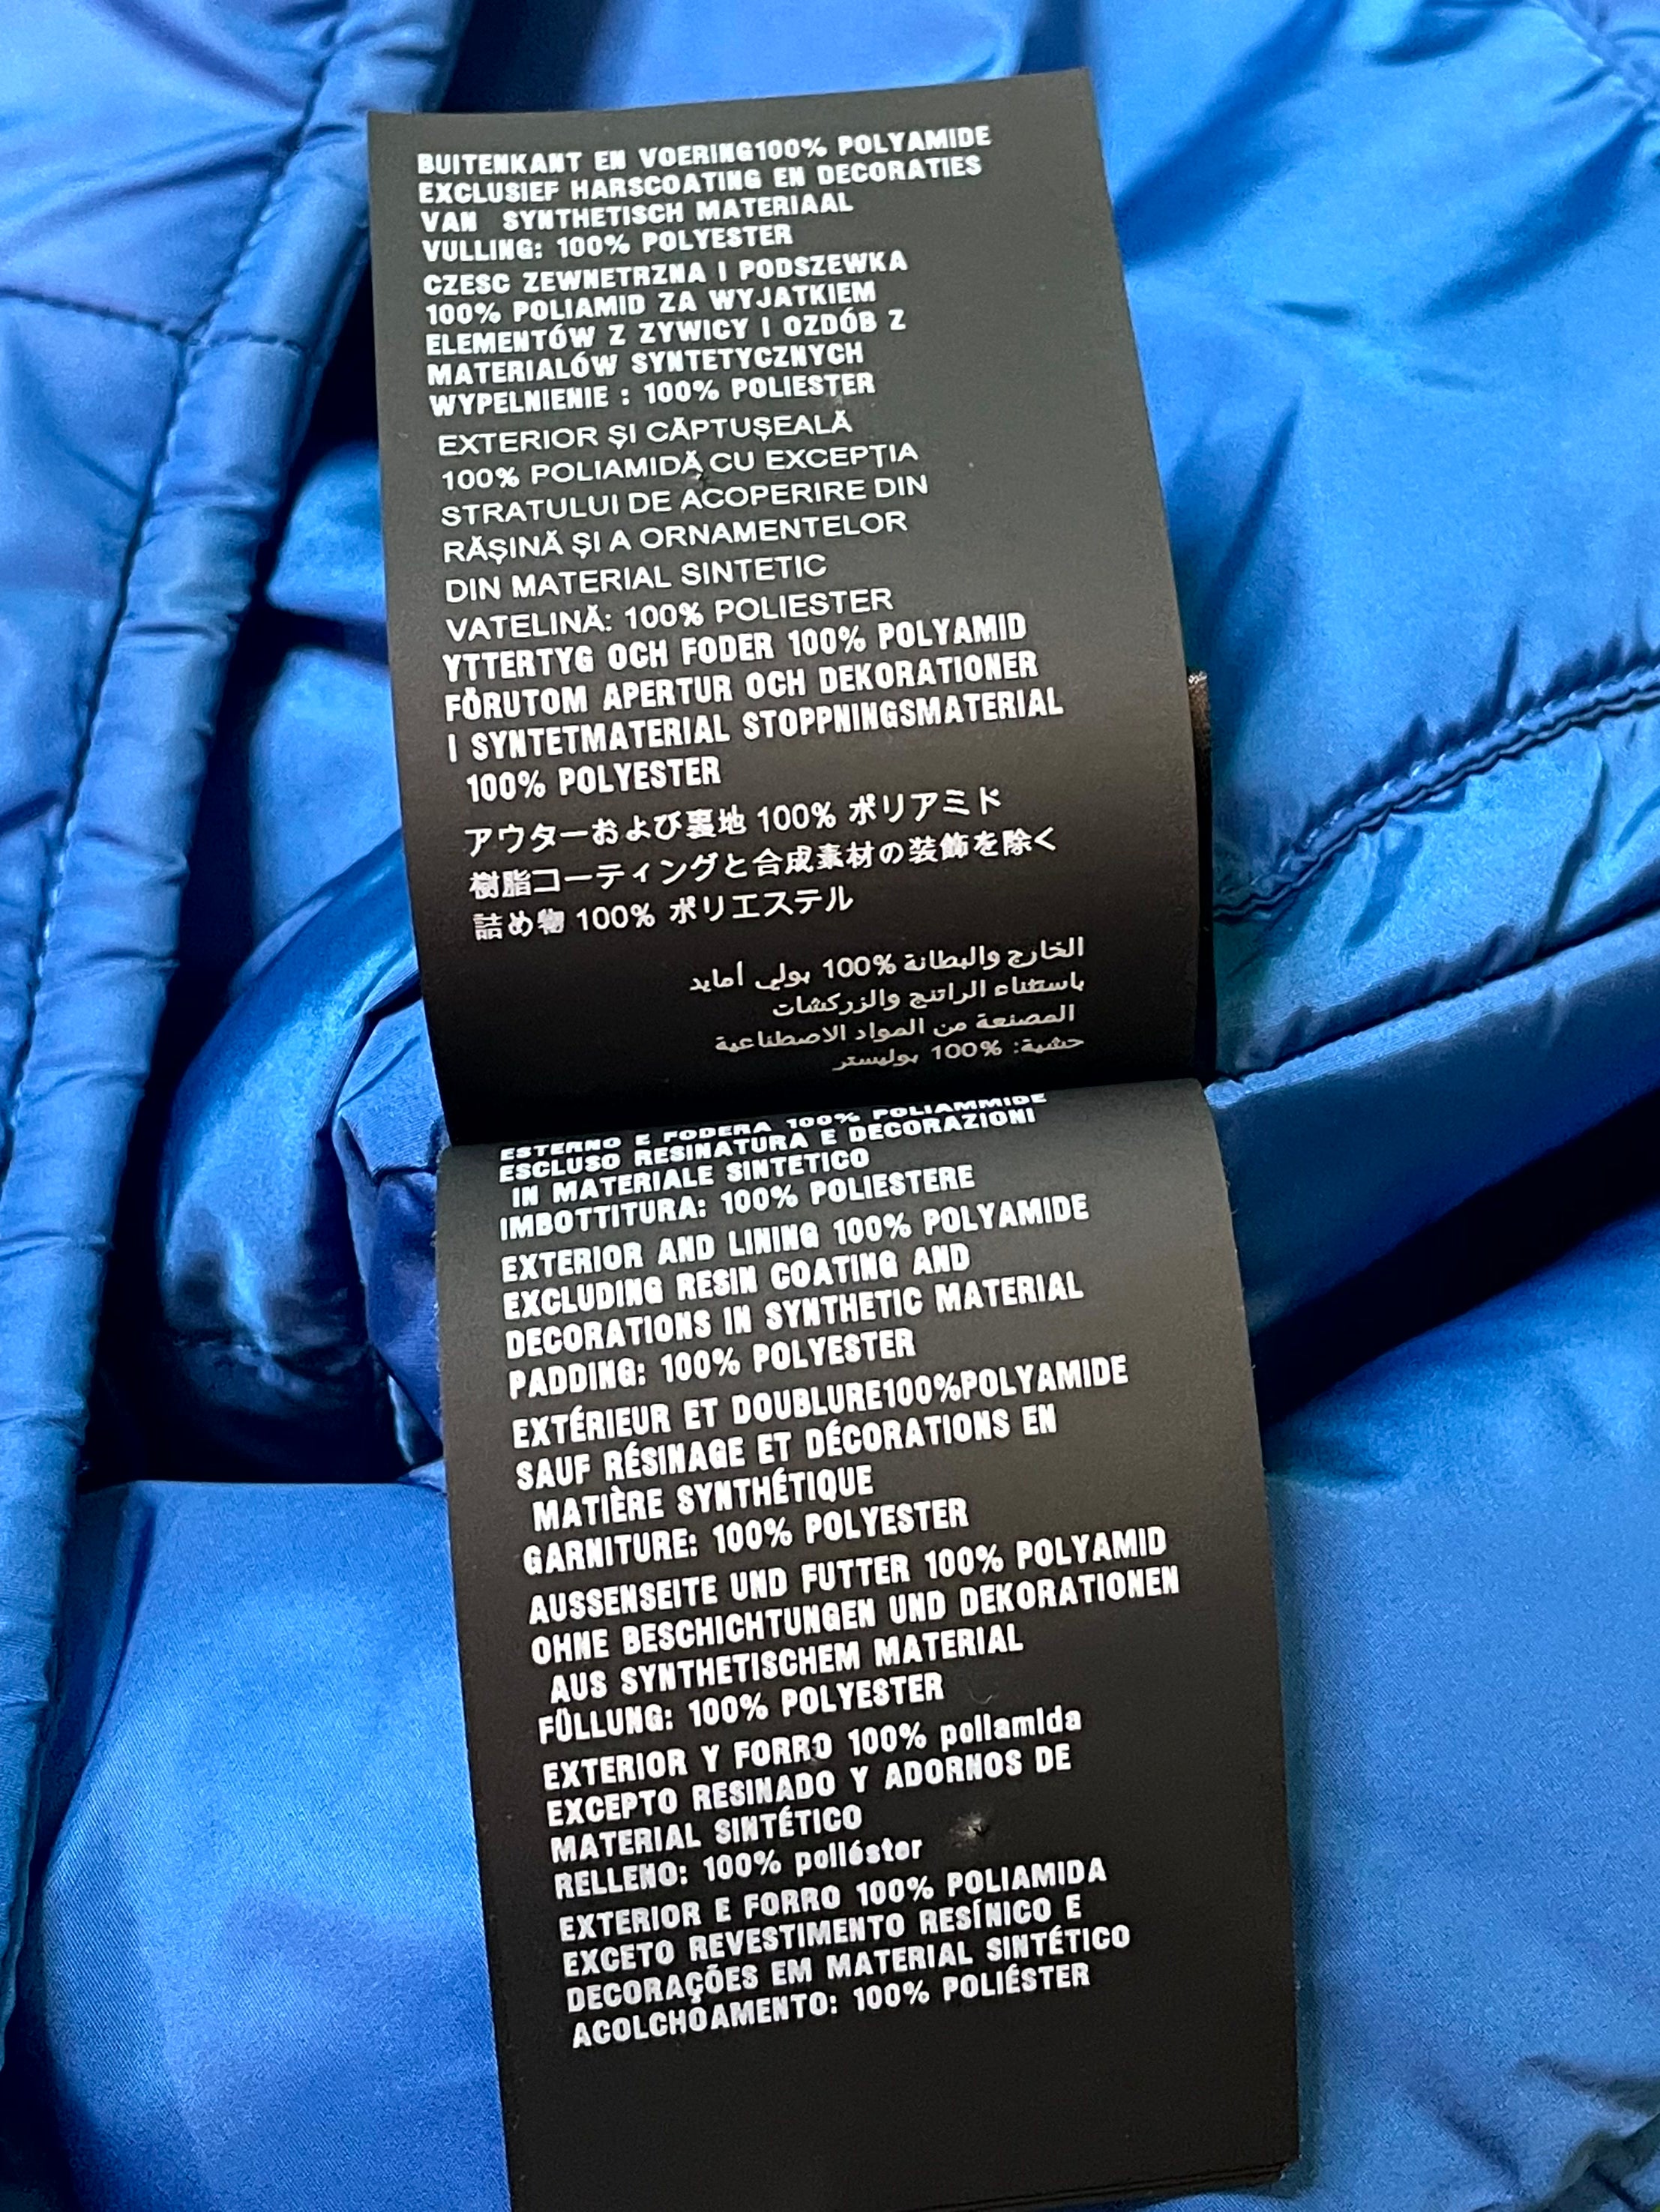 BUITENKANT EN VOERING100% POLYAMIDE
EXCLUSIEF HARSCOATING EN DECORATIES
VAN SYNTHETISCH MATERIAAL
VULLING: 100% POLYESTER
CZESC ZEWNETRZNA I PODSZEWKA
100% POLIAMID ZA WYJATKIEM
ELEMENTÓW Z ZYWICY I OZDÓB Z
MATERIALÓW SYNTETYCZNYCH
WYPELNIENIE : 100% POLIESTER
EXTERIOR ȘI CĂPTUȘEALĂ
100% POLIAMIDĂ CU EXCEPȚIA
STRATULUI DE ACOPERIRE DIN
RĂȘINĂ ȘI A ORNAMENTELOR
DIN MATERIAL SINTETIC
VATELINĂ: 100% POLIESTER
YTTERTYG OCH FODER 100% POLYAMID
FÖRUTOM APERTUR OCH DEKORATIONER
I SYNTETMATERIAL STOPPNINGSMATERIAL
100% POLYESTER
アウターおよび裏地 100% ポリアミド
樹脂コーティングと合成素材の装飾を除く
詰め物 100% ポリエステル
الخارج والبطانة 100% بولي أمايد
باستثناء الراتنج والزركشات
المصنعة من المواد الاصطناعية
حشية: 100% بوليستر
ESTERNO E FODERA 100% POLIAMMIDE
ESCLUSO RESINATURA E DECORAZIONI
IN MATERIALE SINTETICO
IMBOTTITURA: 100% POLIESTERE
EXTERIOR AND LINING 100% POLYAMIDE
EXCLUDING RESIN COATING AND
DECORATIONS IN SYNTHETIC MATERIAL
PADDING: 100% POLYESTER
EXTÉRIEUR ET DOUBLURE100%POLYAMIDE
SAUF RÉSINAGE ET DÉCORATIONS EN
MATIÈRE SYNTHÉTIQUE
GARNITURE: 100% POLYESTER
AUSSENSEITE UND FUTTER 100% POLYAMID
OHNE BESCHICHTUNGEN UND DEKORATIONEN
AUS SYNTHETISCHEM MATERIAL
FÜLLUNG: 100% POLYESTER
EXTERIOR Y FORRO 100% poliamida
EXCEPTO RESINADO Y ADORNOS DE
MATERIAL SINTÉTICO
RELLENO: 100% poliéster
EXTERIOR E FORRO 100% POLIAMIDA
EXCETO REVESTIMENTO RESÍNICO E
DECORAÇÕES EM MATERIAL SINTÉTICO
ACOLCHOAMENTO: 100% POLIÉSTER